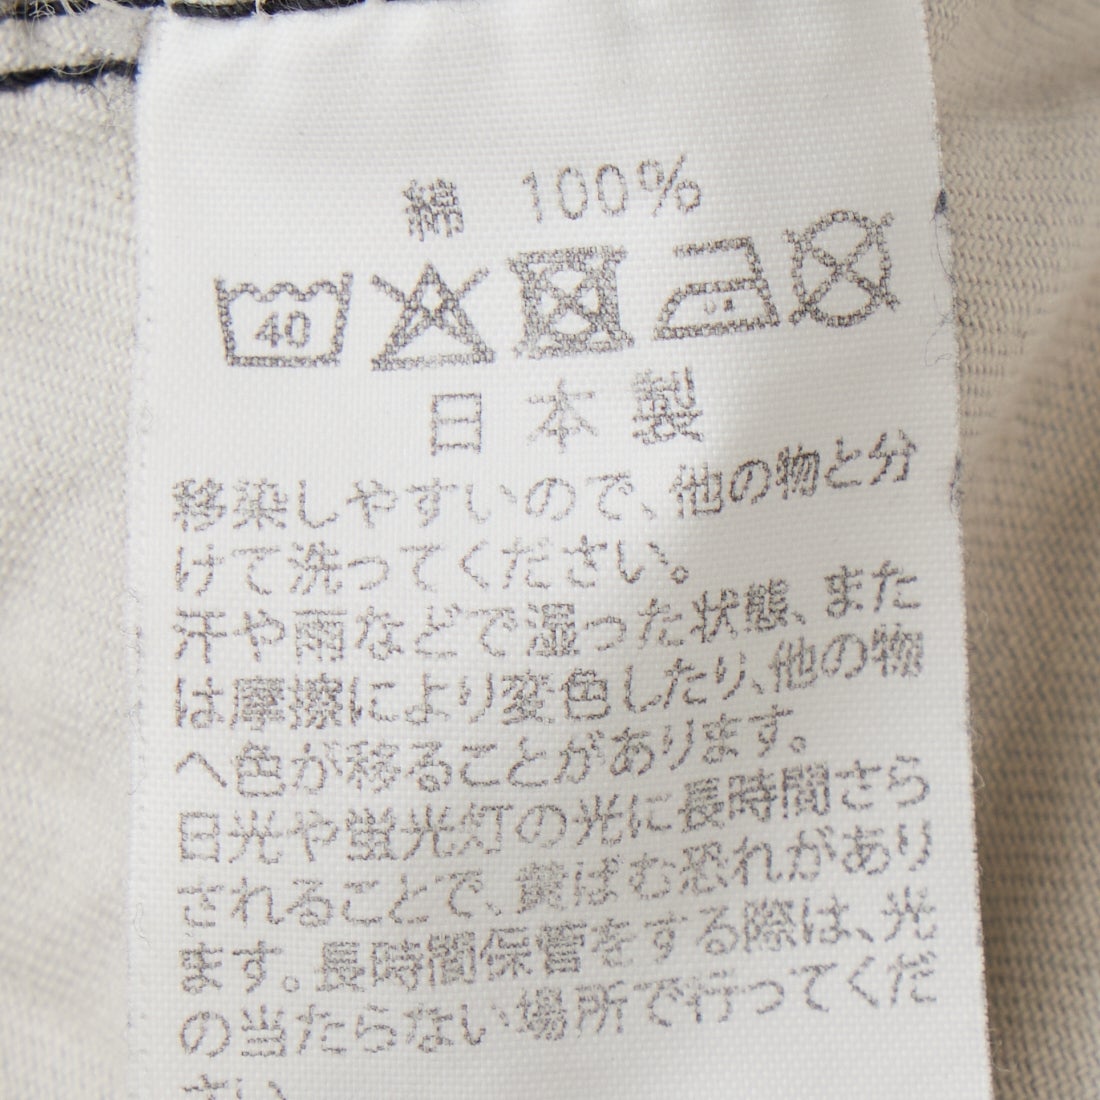 綿 100%
40
日本製
移染しやすいので、他の物と分
けて洗ってください。
汗や雨などで湿った状態、また
は摩擦により変色したり、他の物
へ色が移ることがあります。
日光や蛍光灯の光に長時間さら
されることで、黄ばむ恐れがあり
ます。長時間保管をする際は、光
の当たらない場所で行ってくだ
さい。